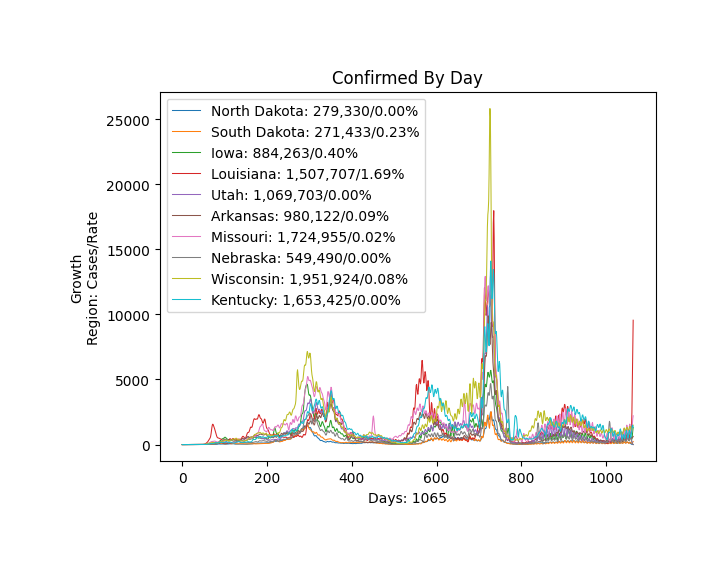 Confirmed By Day
North Dakota: 279,330/0.00%
South Dakota: 271,433/0.23%
Iowa: 884,263/0.40%
Louisiana: 1,507,707/1.69%
Utah: 1,069,703/0.00%
Arkansas: 980,122/0.09%
Missouri: 1,724,955/0.02%
Nebraska: 549,490/0.00%
Wisconsin: 1,951,924/0.08%
Kentucky: 1,653,425/0.00%
Growth
Region: Cases/Rate
25000
20000
15000
10000
5000
0
0 200 400 600 800 1000
Days: 1065